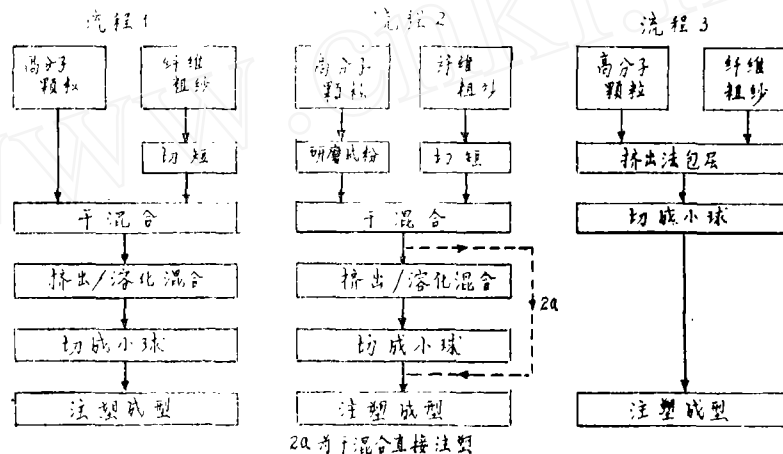 流程1
流程2
流程3
高分子
颗粒
纤维
粗纱
高分子
颗粒
纤维
粗纱
高分子
颗粒
纤维
粗纱
切短
研磨成粉
切短
挤出法包层
干混合
干混合
切成小球
挤出/溶化混合
挤出/溶化混合
2a
切成小球
切成小球
注塑成型
注塑成型
注塑成型
2a为干混合直接注塑